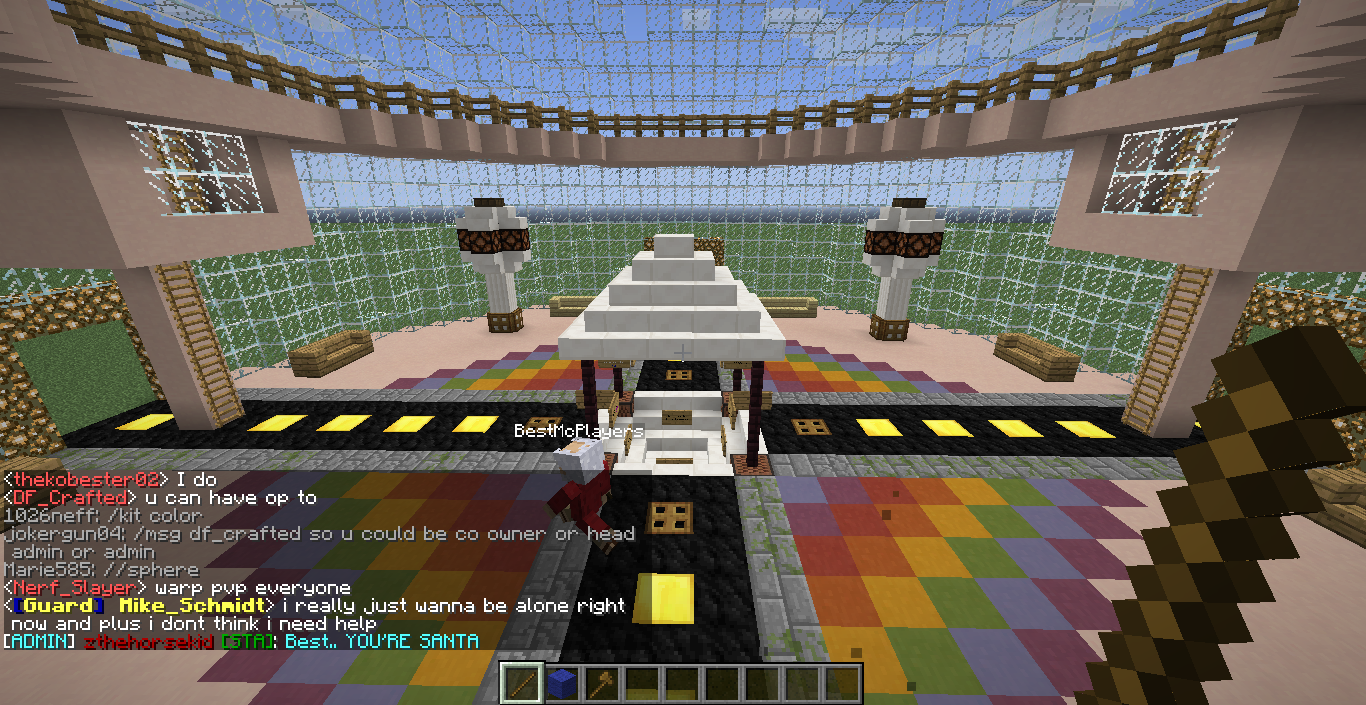 BestMcPlayers
<thekobester02> I do
<DF_Crafted> u can have op to
1026neff: /kit color
jokergun04: /msg df_crafted so u could be co owner or head
admin or admin
Marie585: //sphere
<Nerf_Slayer> warp pvp everyone
<[Guard] Mike_Schmidt> i really just wanna be alone right
now and plus i dont think i need help
[ADMIN] zthehorsekid [STA]: Best.. YOU'RE SANTA